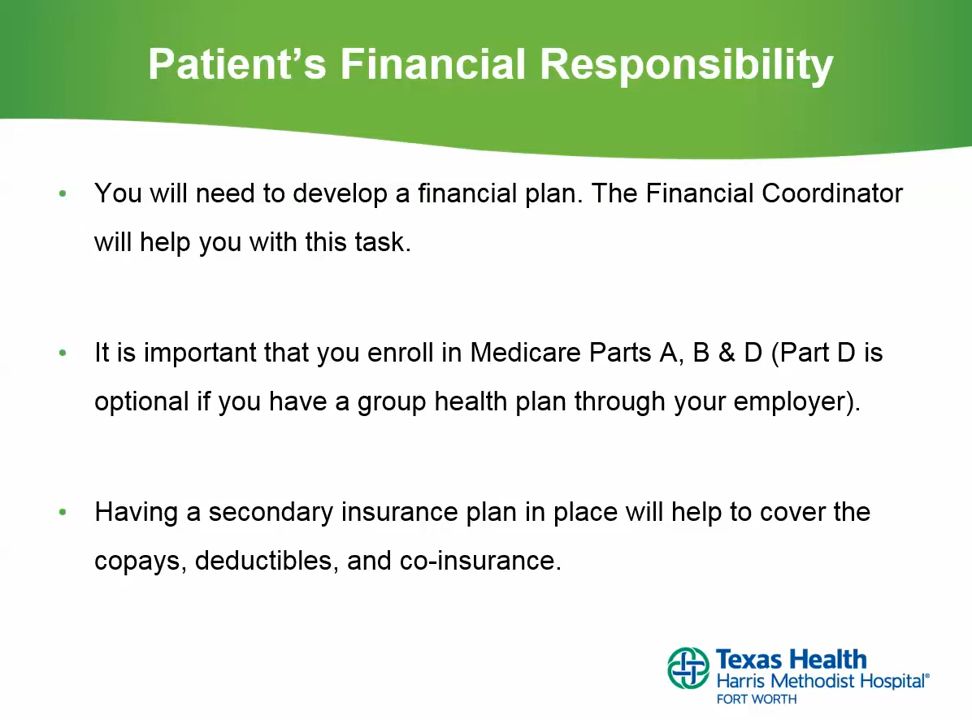 Patient’s Financial Responsibility
• You will need to develop a financial plan. The Financial Coordinator
will help you with this task.
• It is important that you enroll in Medicare Parts A, B & D (Part D is
optional if you have a group health plan through your employer).
• Having a secondary insurance plan in place will help to cover the
copays, deductibles, and co-insurance.
Texas Health
Harris Methodist Hospital®
FORT WORTH